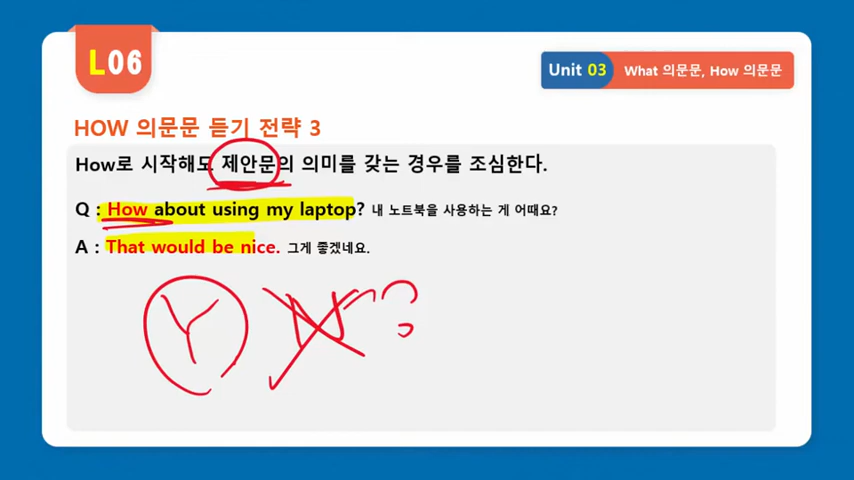 L06
Unit 03 What 의문문, How 의문문
HOW 의문문 듣기 전략 3
How로 시작해도 제안문의 의미를 갖는 경우를 조심한다.
Q : How about using my laptop? 내 노트북을 사용하는 게 어때요?
A : That would be nice. 그게 좋겠네요.
Y N